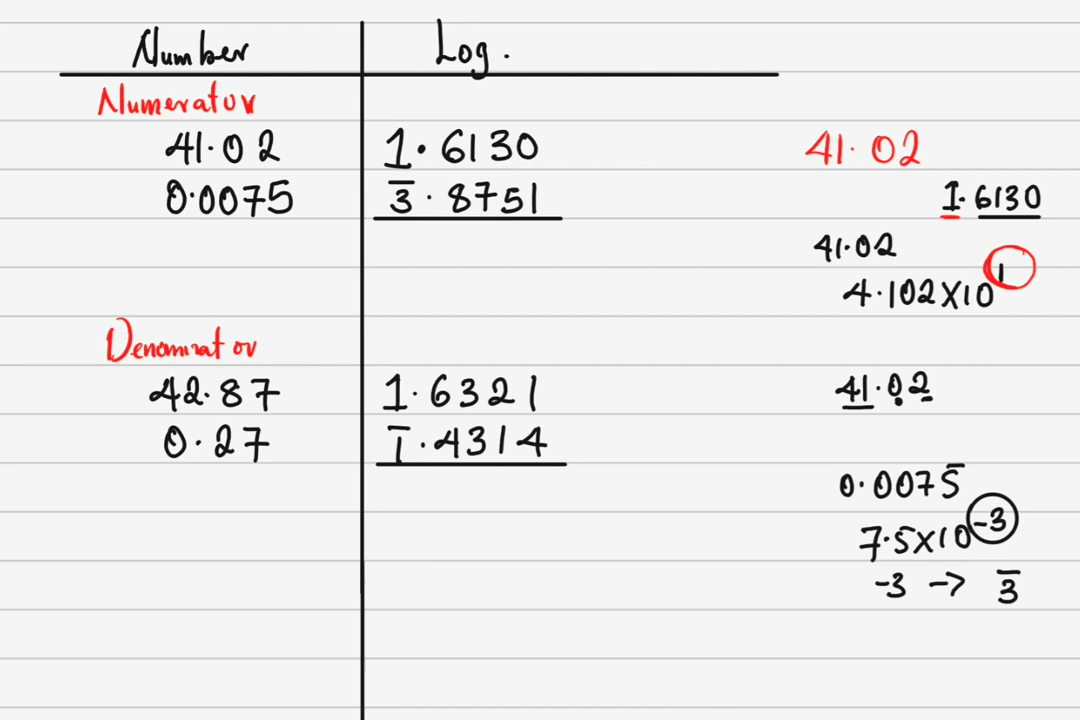 Number Log.
Numerator
41.02 1.6130
0.0075 3̅.8751
Denominator
42.87 1.6321
0.27 1̅.4314
41.02
1.6130
41.02
4.102×10¹
41.02
0.0075
7.5×10⁻³
-3 → 3̅